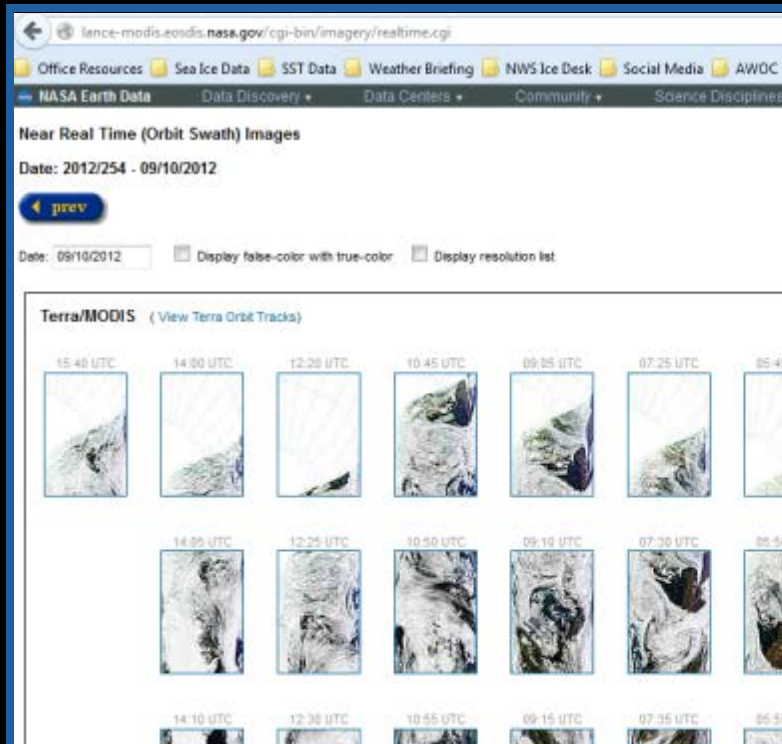 lance-modis.eosdis.nasa.gov/cgi-bin/imagery/realtime.cgi
Office Resources Sea Ice Data SST Data Weather Briefing NWS Ice Desk Social Media AWOC
NASA Earth Data Data Discovery Data Centers Community Science Disciplines
Near Real Time (Orbit Swath) Images
Date: 2012/254 - 09/10/2012
prev
Date: 09/10/2012 Display false-color with true-color Display resolution list
Terra/MODIS (View Terra Orbit Tracks)
15:40 UTC 14:00 UTC 12:20 UTC 10:45 UTC 09:05 UTC 07:25 UTC
14:05 UTC 12:25 UTC 10:50 UTC 09:10 UTC 07:30 UTC
14:10 UTC 12:30 UTC 10:55 UTC 09:15 UTC 07:35 UTC